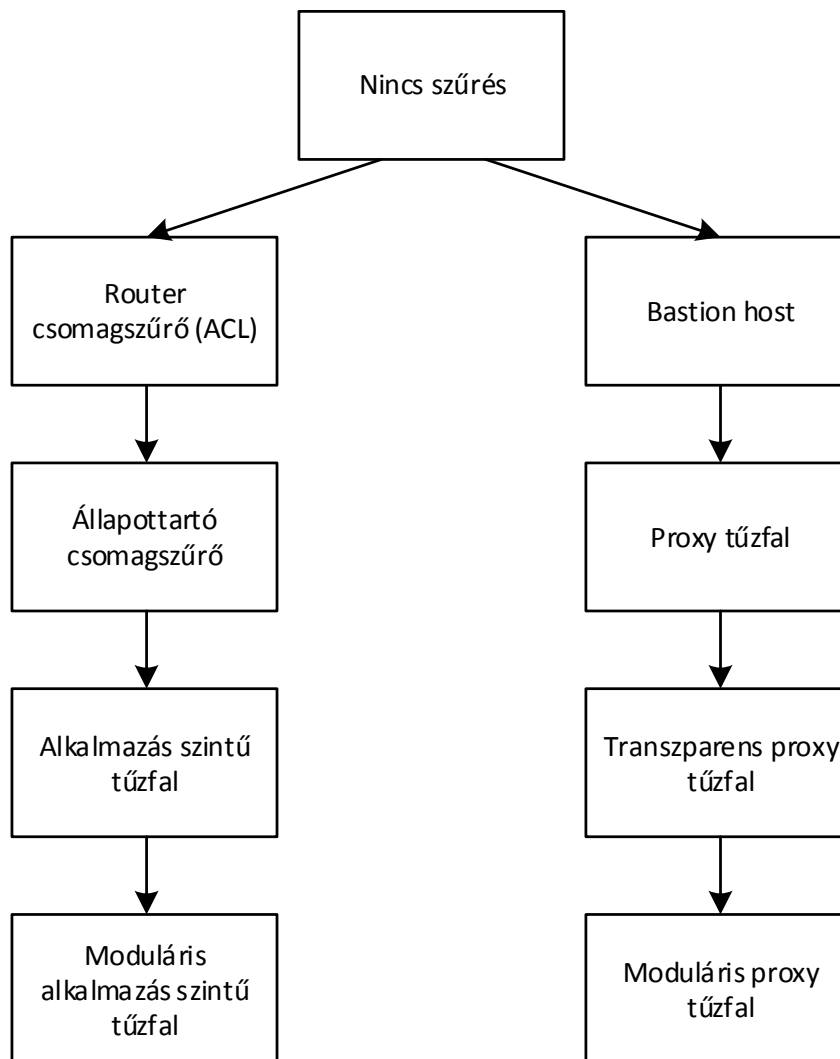 Nincs szűrés
Router
csomagszűrő (ACL)
Bastion host
Állapottartó
csomagszűrő
Proxy tűzfal
Alkalmazás szintű
tűzfal
Transzparens proxy
tűzfal
Moduláris
alkalmazás szintű
tűzfal
Moduláris proxy
tűzfal